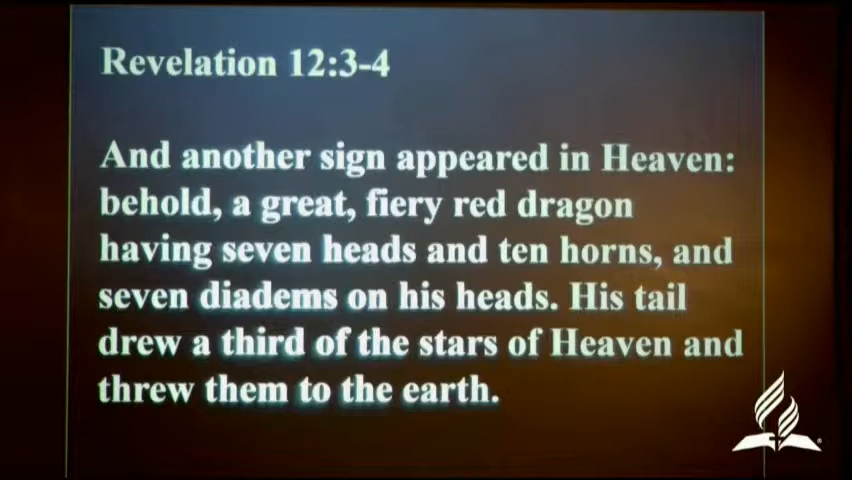 Revelation 12:3-4
And another sign appeared in Heaven:
behold, a great, fiery red dragon
having seven heads and ten horns, and
seven diadems on his heads. His tail
drew a third of the stars of Heaven and
threw them to the earth.